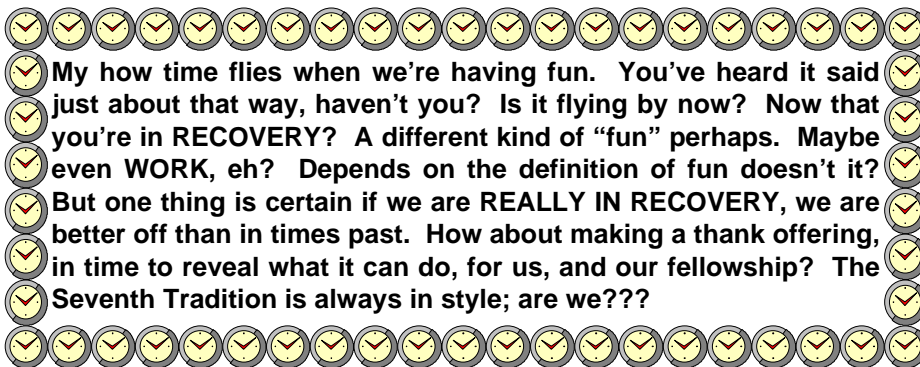 My how time flies when we're having fun.  You've heard it said
just about that way, haven't you?  Is it flying by now?  Now that
you're in RECOVERY?  A different kind of “fun” perhaps.  Maybe
even WORK, eh?  Depends on the definition of fun doesn't it?
But one thing is certain if we are REALLY IN RECOVERY, we are
better off than in times past.  How about making a thank offering,
in time to reveal what it can do, for us, and our fellowship?  The
Seventh Tradition is always in style; are we???